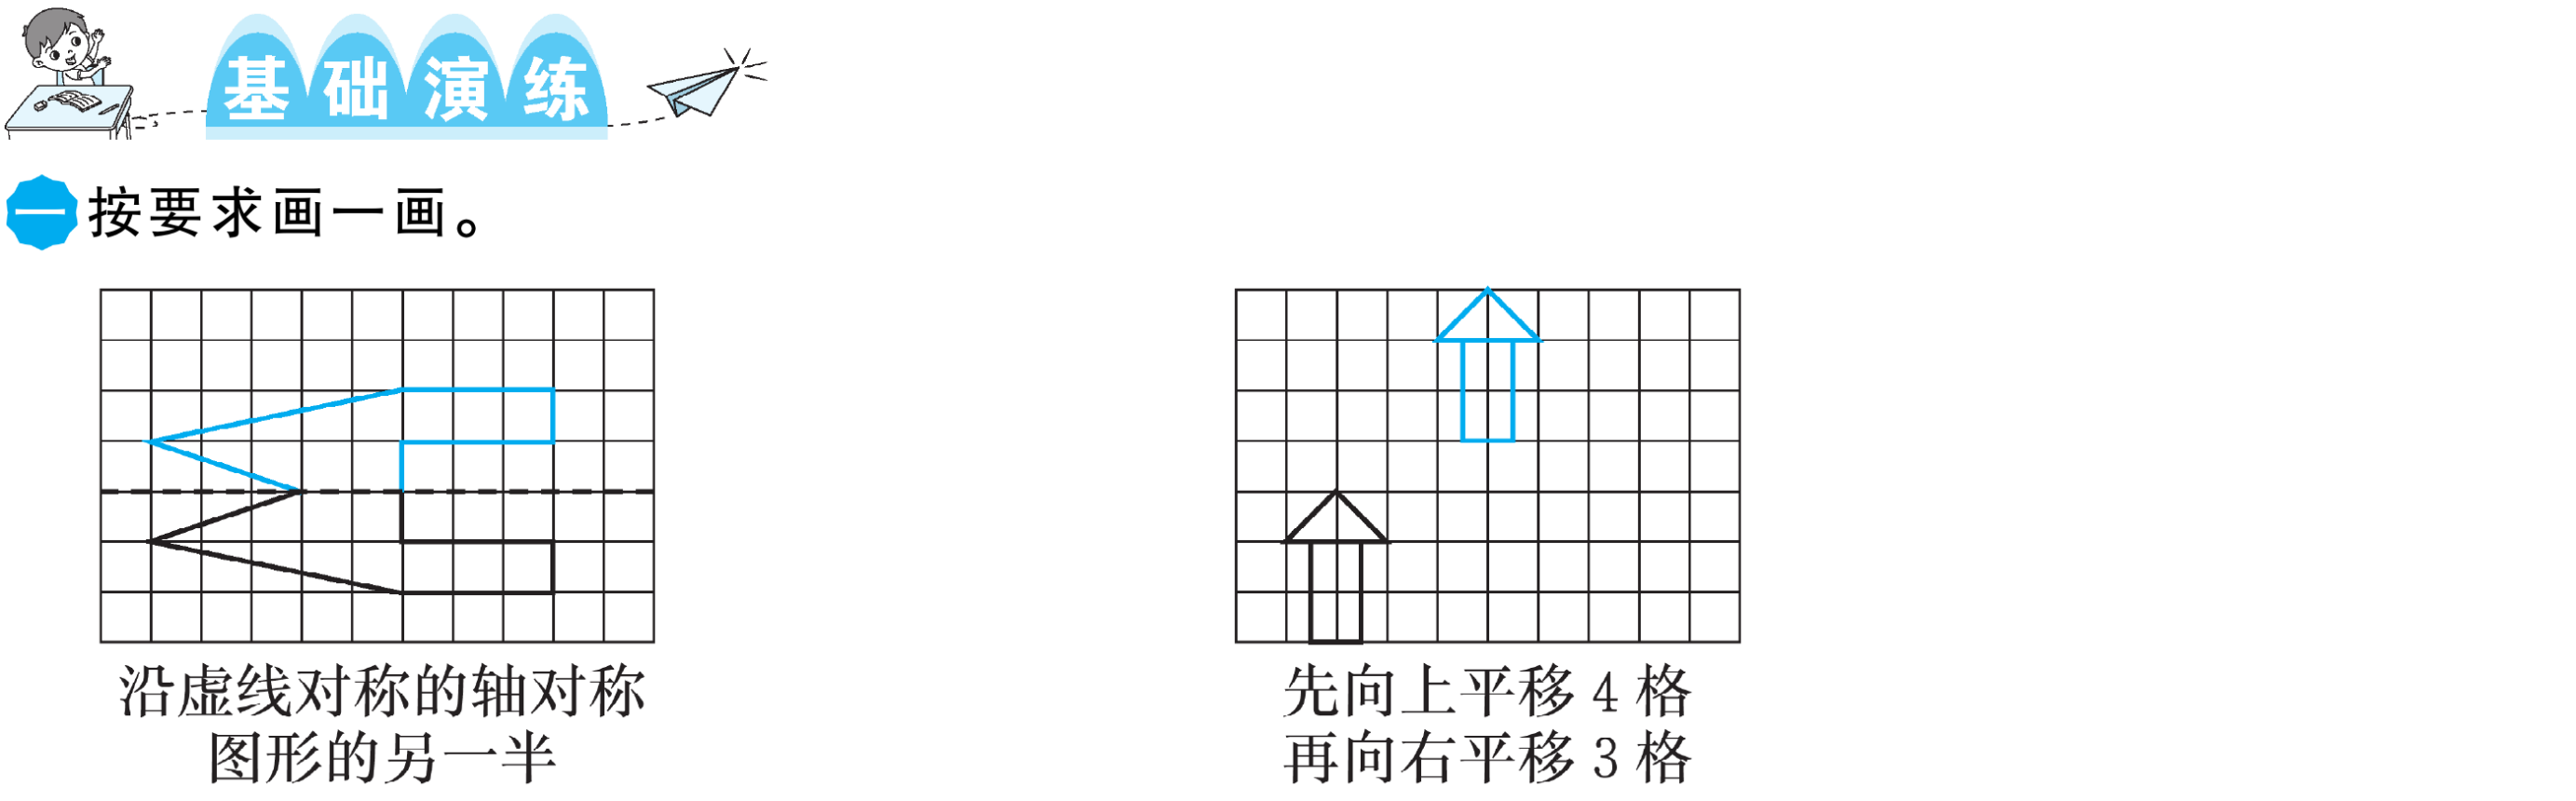 基础演练
一 按要求画一画。
沿虚线对称的轴对称
图形的另一半
先向上平移4格
再向右平移3格